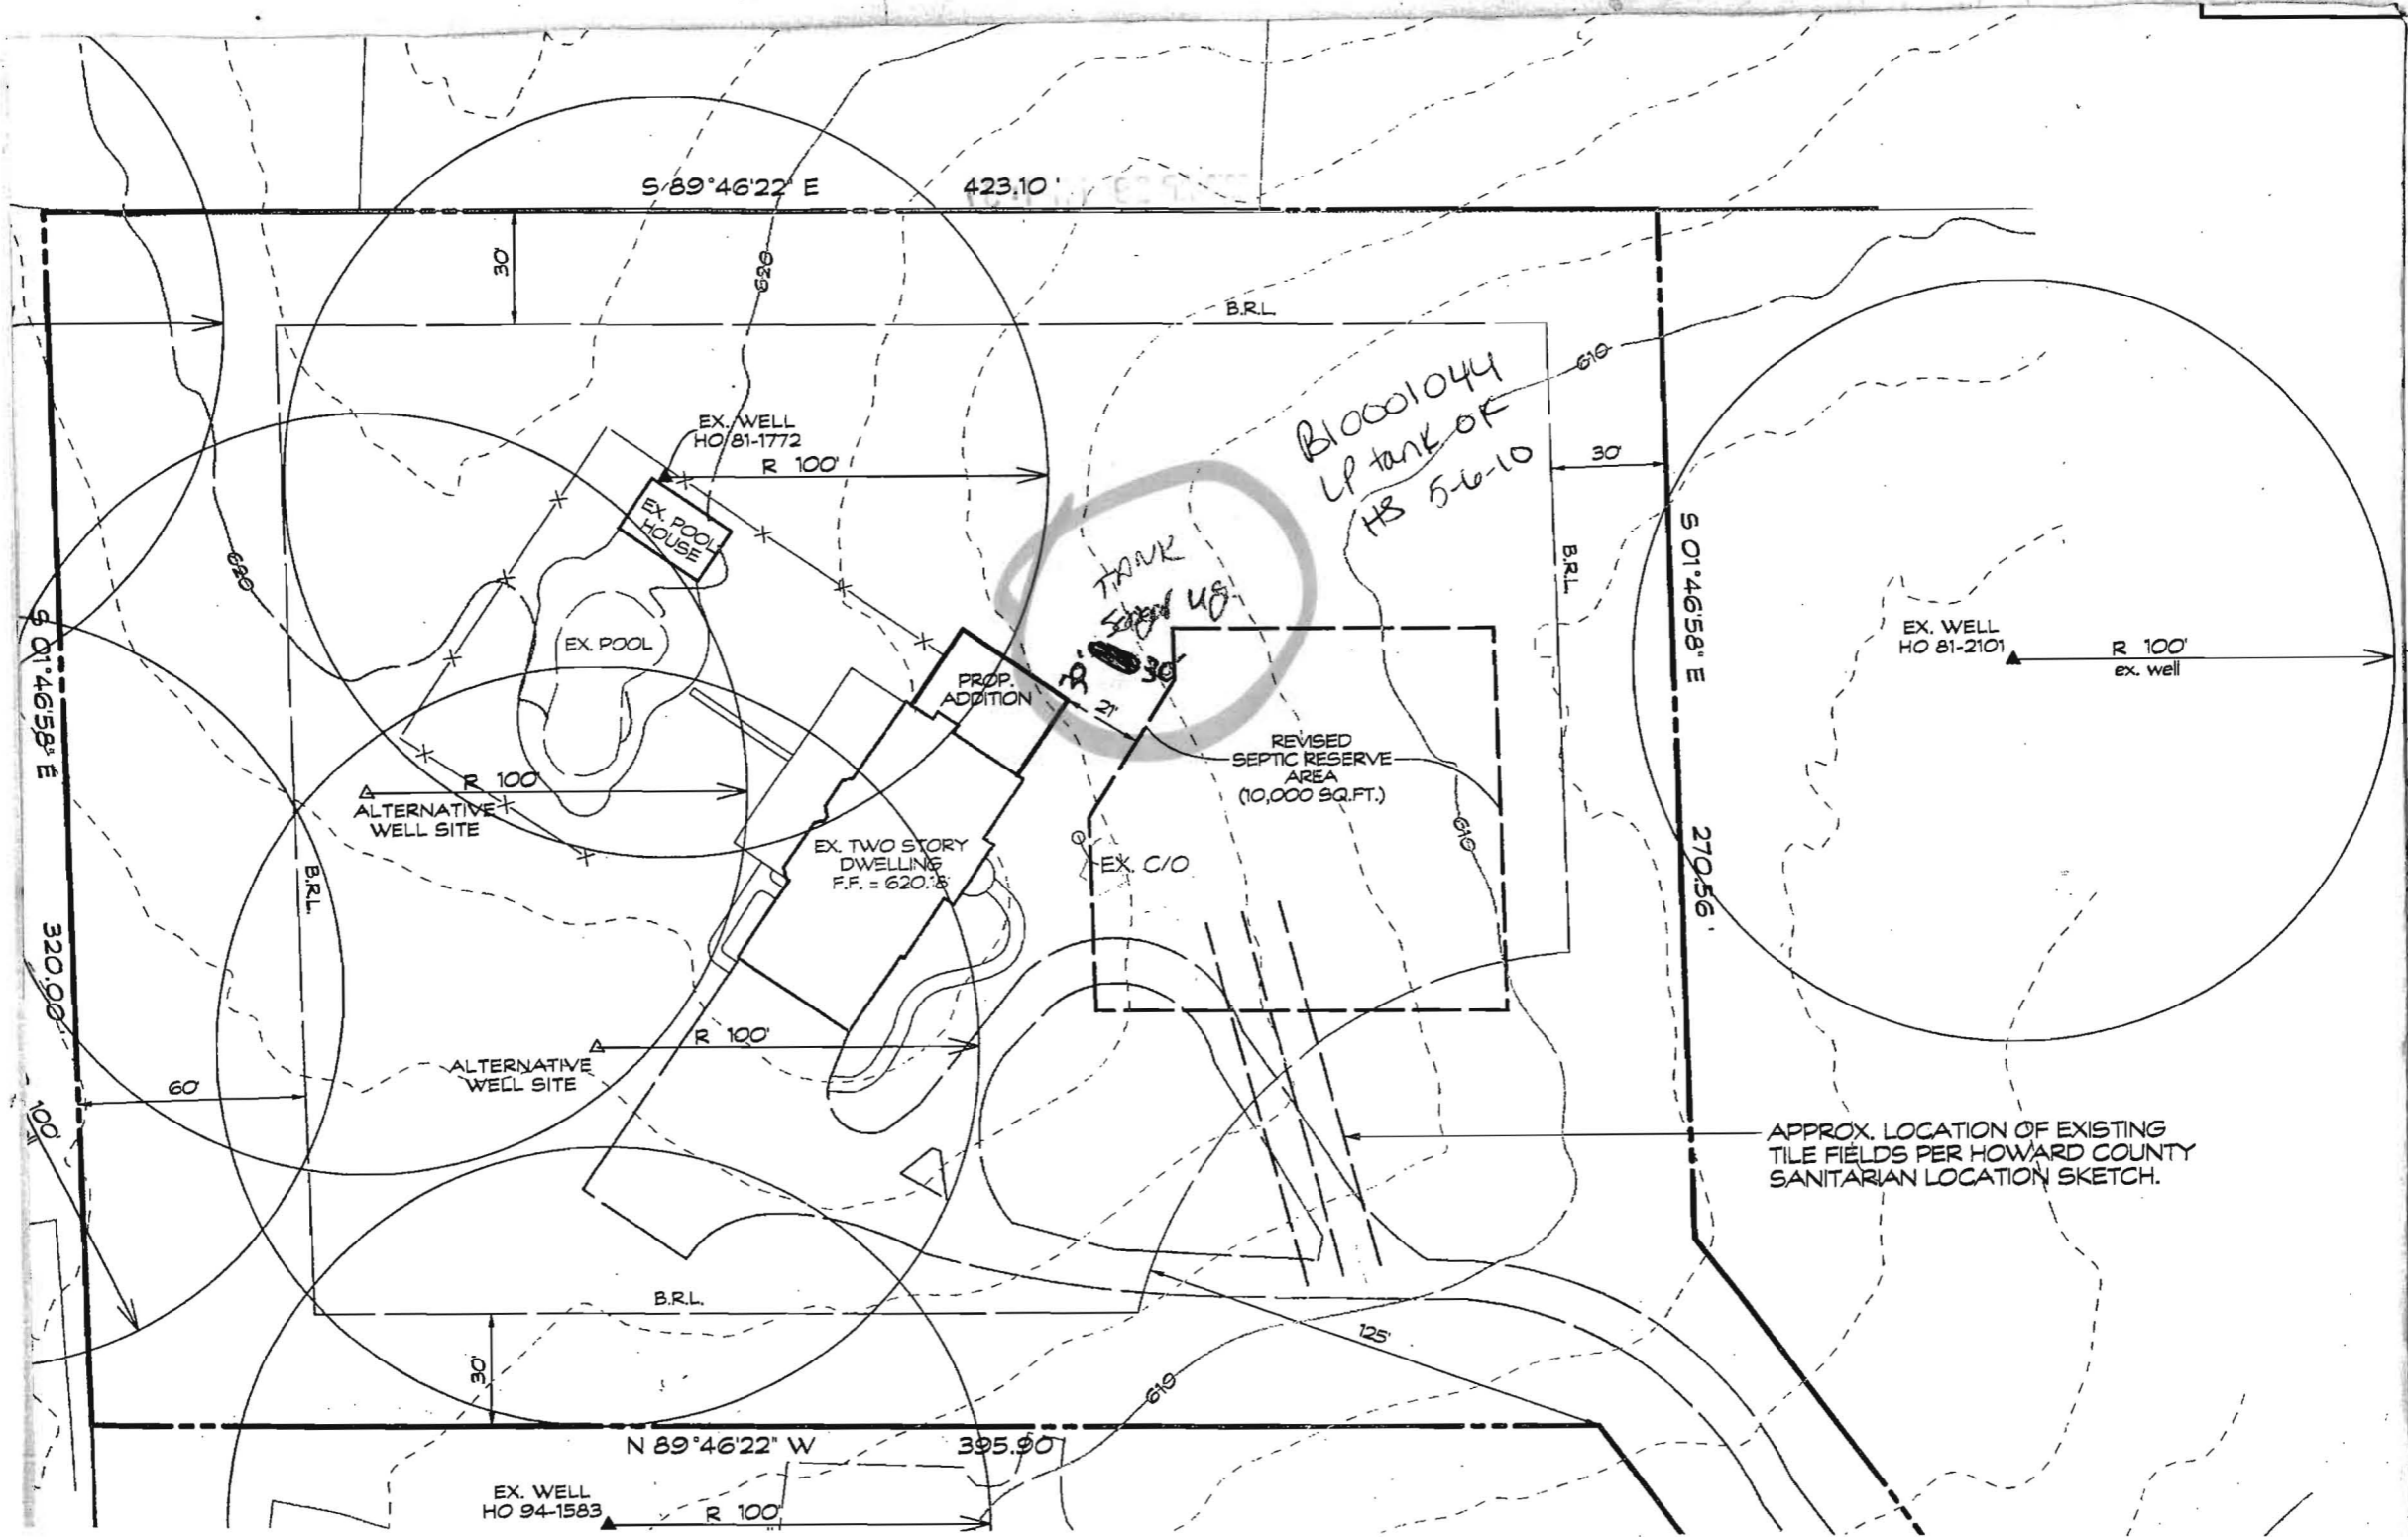 S 89°46'22" E 423.10'
30'
620
B.R.L.
610
B10001044
LP tank OK
HB 5-6-10
EX. WELL
HO 81-1772
R 100'
30'
EX. POOL
HOUSE
TANK
UG
30'
620
S 01°46'58" E
EX. POOL
PROP.
ADDITION
21'
B.R.L.
S 01°46'58" E
EX. WELL
HO 81-2101
R 100'
ex. well
REVISED
SEPTIC RESERVE
AREA
(10,000 SQ.FT.)
R 100'
ALTERNATIVE
WELL SITE
610
270.56'
EX. TWO STORY
DWELLING
F.F. = 620.18
EX. C/O
B.R.L.
320.00'
R 100'
ALTERNATIVE
WELL SITE
60'
100'
APPROX. LOCATION OF EXISTING
TILE FIELDS PER HOWARD COUNTY
SANITARIAN LOCATION SKETCH.
B.R.L.
125'
30'
610
N 89°46'22" W 395.90'
EX. WELL
HO 94-1583
R 100'